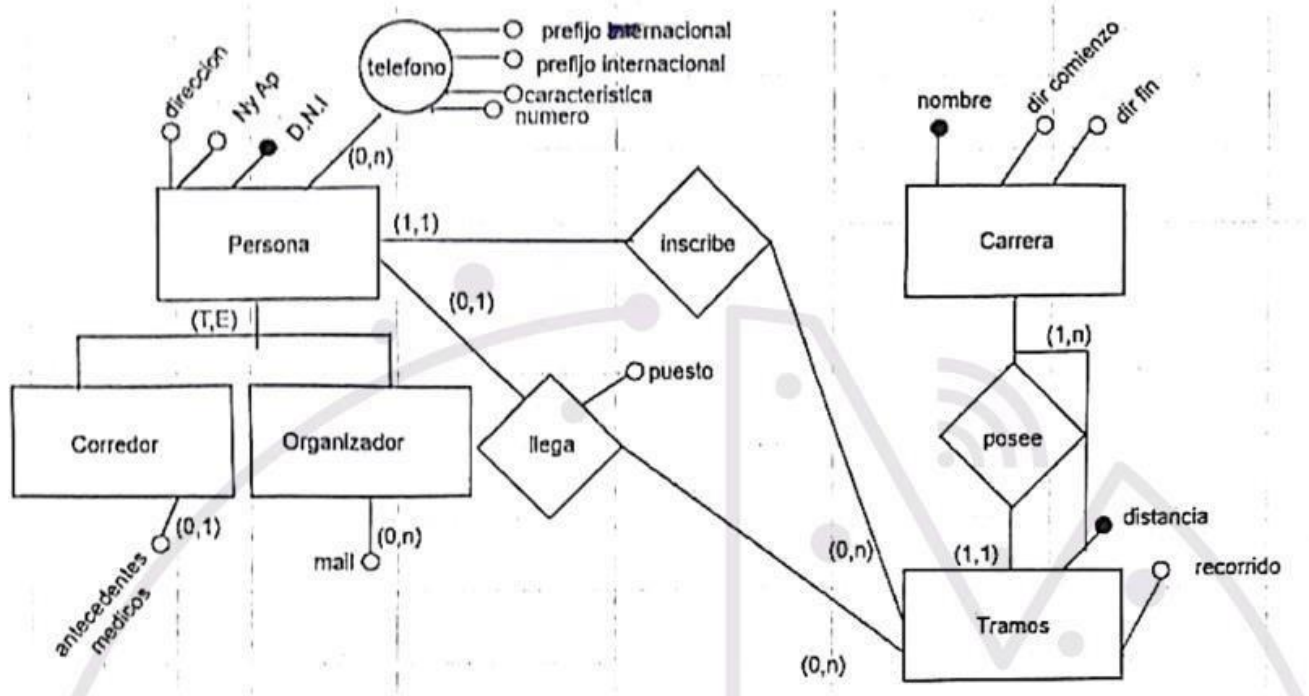 prefijo internacional
telefono
prefijo internacional
caracteristica
numero
direccion
Ny Ap
D.N.I
(0,n)
nombre
dir comienzo
dir fin
Persona
(1,1)
inscribe
Carrera
(0,1)
(T,E)
(1,n)
puesto
Corredor
Organizador
llega
posee
distancia
antecedentes
medicos
(0,1)
mail
(0,n)
(0,n)
(1,1)
recorrido
Tramos
(0,n)